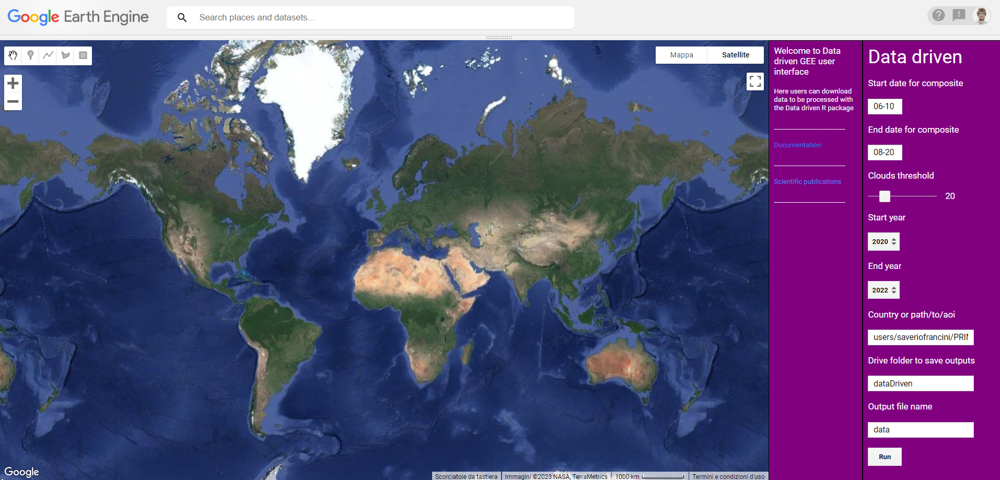 Google Earth Engine
Search places and datasets...
Mappa
Satellite
Welcome to Data
driven GEE user
interface
Here users can download
data to be processed with
the Data driven R package
Documentation
Scientific publications
Data driven
Start date for composite
06-10
End date for composite
08-20
Clouds threshold
20
Start year
2020
End year
2022
Country or path/to/aoi
users/saveriofrancini/PRI
Drive folder to save outputs
dataDriven
Output file name
data
Run
Google
Scorciatoie da tastiera
Immagini ©2023 NASA, TerraMetrics
1000 km
Termini e condizioni d'uso